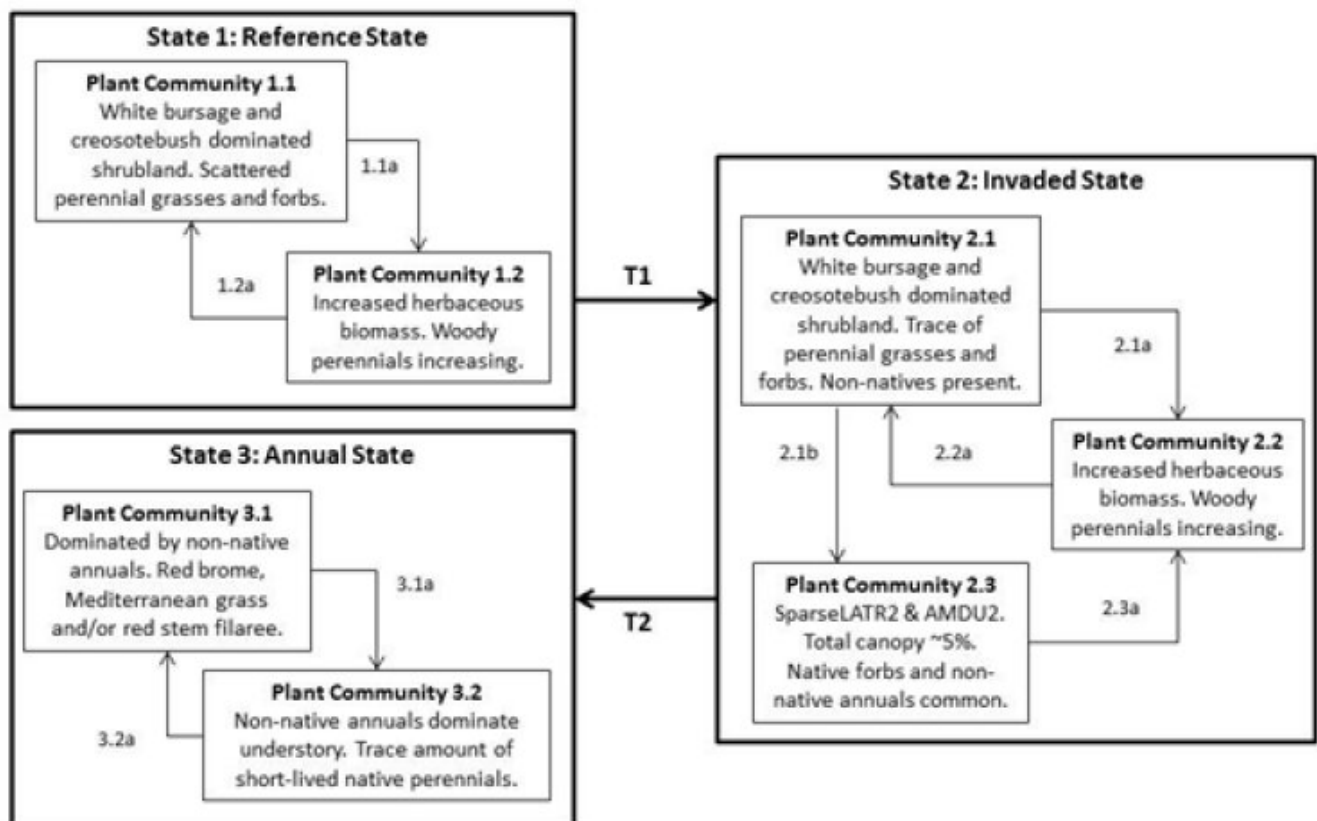 State 1: Reference State
Plant Community 1.1
White bursage and
creosotebush dominated
shrubland. Scattered
perennial grasses and forbs.
1.1a
1.2a
Plant Community 1.2
Increased herbaceous
biomass. Woody
perennials increasing.
T1
State 2: Invaded State
Plant Community 2.1
White bursage and
creosotebush dominated
shrubland. Trace of
perennial grasses and
forbs. Non-natives present.
2.1a
2.1b
2.2a
Plant Community 2.2
Increased herbaceous
biomass. Woody
perennials increasing.
Plant Community 2.3
SparseLATR2 & AMDU2.
Total canopy ~5%.
Native forbs and non-
native annuals common.
2.3a
T2
State 3: Annual State
Plant Community 3.1
Dominated by non-native
annuals. Red brome,
Mediterranean grass
and/or red stem filaree.
3.1a
3.2a
Plant Community 3.2
Non-native annuals dominate
understory. Trace amount of
short-lived native perennials.